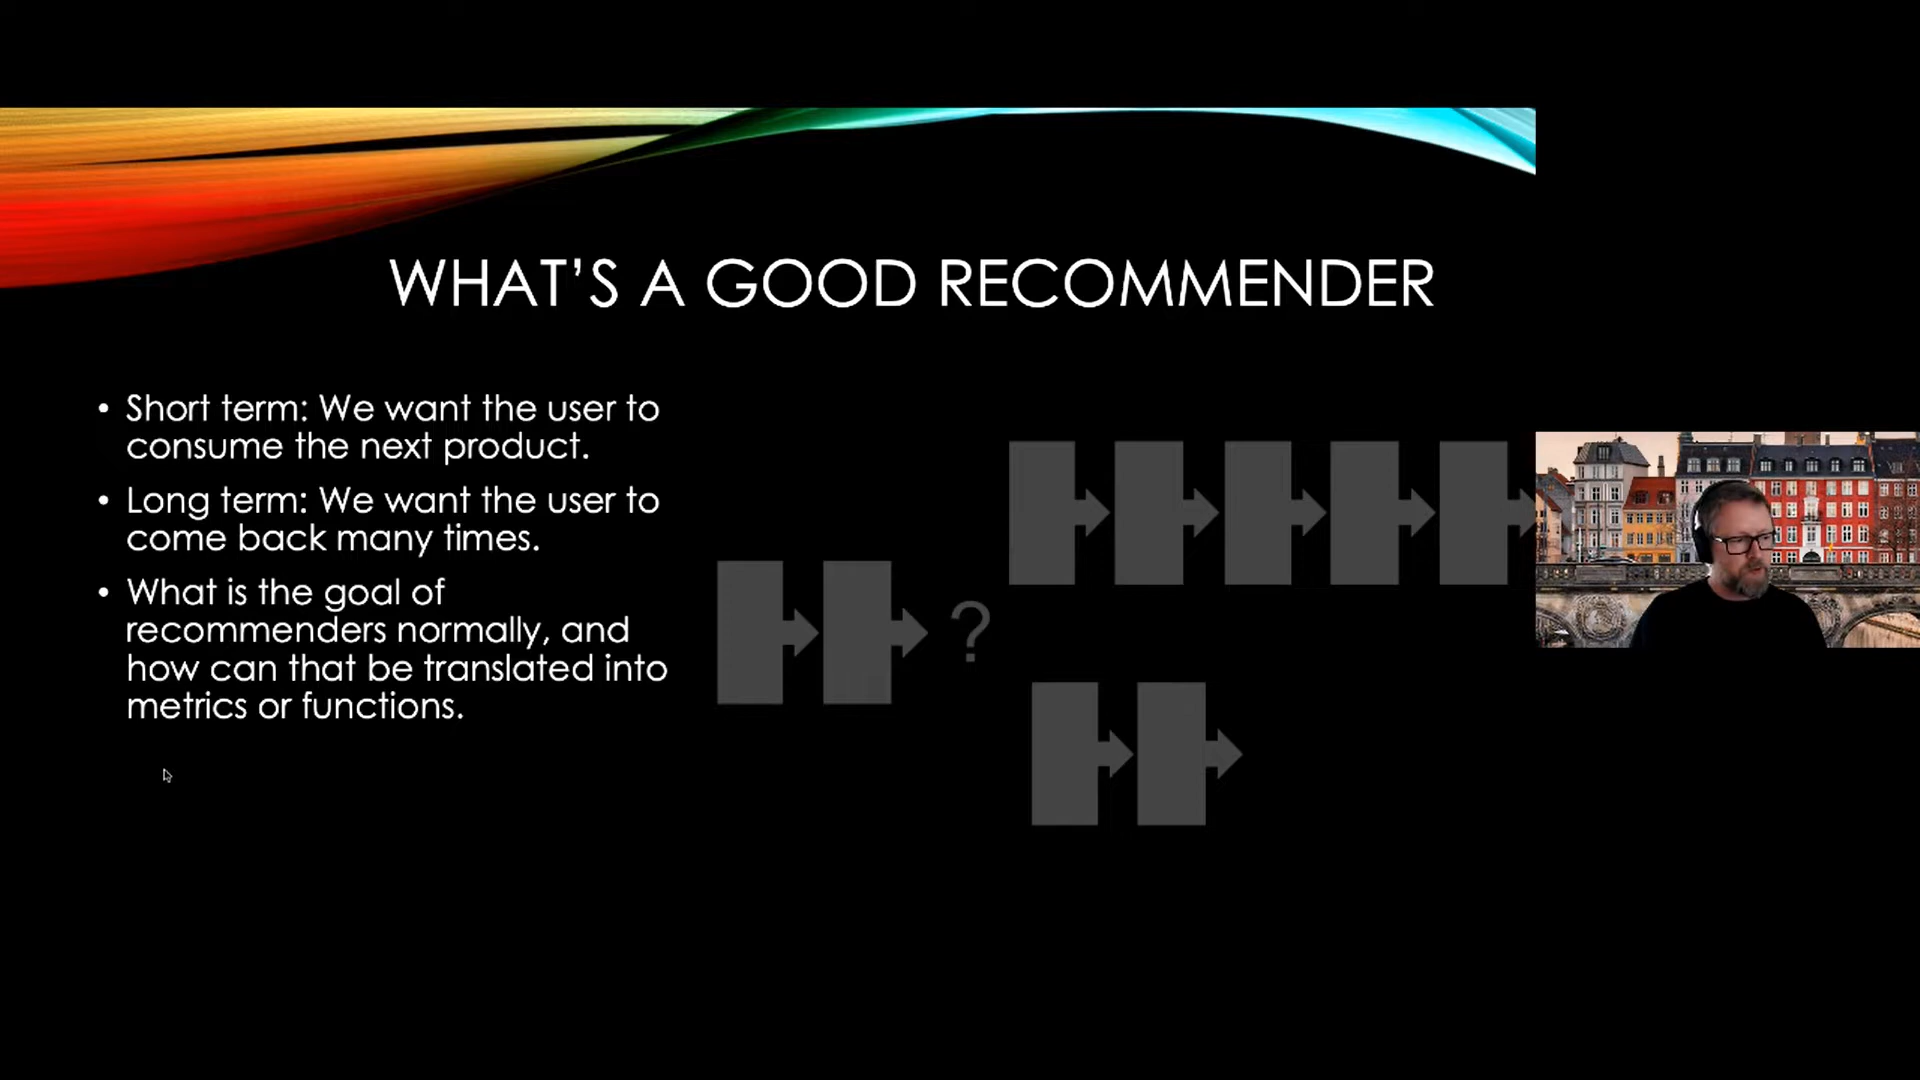 WHAT’S A GOOD RECOMMENDER
• Short term: We want the user to
consume the next product.
• Long term: We want the user to
come back many times.
• What is the goal of
recommenders normally, and
how can that be translated into
metrics or functions.
?